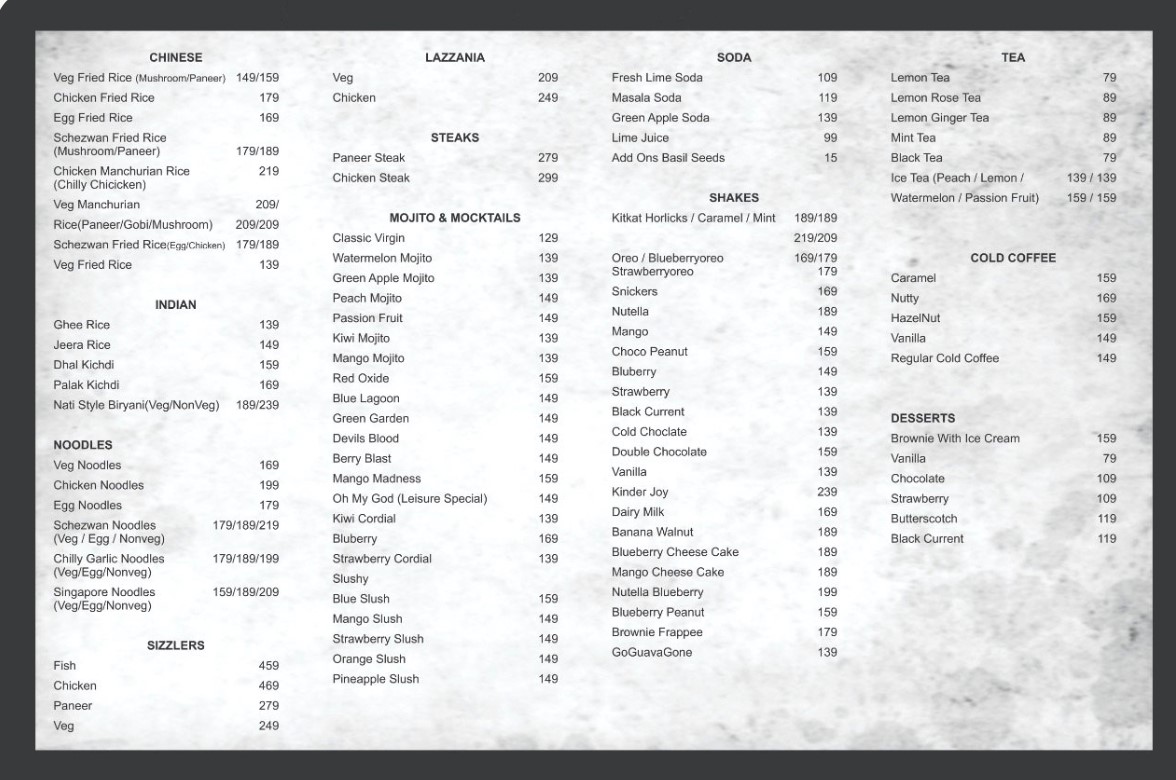 CHINESE
Veg Fried Rice (Mushroom/Paneer) 149/159
Chicken Fried Rice 179
Egg Fried Rice 169
Schezwan Fried Rice
(Mushroom/Paneer) 179/189
Chicken Manchurian Rice 219
(Chilly Chicicken)
Veg Manchurian 209/
Rice(Paneer/Gobi/Mushroom) 209/209
Schezwan Fried Rice(Egg/Chicken) 179/189
Veg Fried Rice 139
INDIAN
Ghee Rice 139
Jeera Rice 149
Dhal Kichdi 159
Palak Kichdi 169
Nati Style Biryani(Veg/NonVeg) 189/239
NOODLES
Veg Noodles 169
Chicken Noodles 199
Egg Noodles 179
Schezwan Noodles 179/189/219
(Veg / Egg / Nonveg)
Chilly Garlic Noodles 179/189/199
(Veg/Egg/Nonveg)
Singapore Noodles 159/189/209
(Veg/Egg/Nonveg)
SIZZLERS
Fish 459
Chicken 469
Paneer 279
Veg 249
LAZZANIA
Veg 209
Chicken 249
STEAKS
Paneer Steak 279
Chicken Steak 299
MOJITO & MOCKTAILS
Classic Virgin 129
Watermelon Mojito 139
Green Apple Mojito 139
Peach Mojito 149
Passion Fruit 149
Kiwi Mojito 139
Mango Mojito 139
Red Oxide 159
Blue Lagoon 149
Green Garden 149
Devils Blood 149
Berry Blast 149
Mango Madness 159
Oh My God (Leisure Special) 149
Kiwi Cordial 139
Bluberry 169
Strawberry Cordial 139
Slushy
Blue Slush 159
Mango Slush 149
Strawberry Slush 149
Orange Slush 149
Pineapple Slush 149
SODA
Fresh Lime Soda 109
Masala Soda 119
Green Apple Soda 139
Lime Juice 99
Add Ons Basil Seeds 15
SHAKES
Kitkat Horlicks / Caramel / Mint 189/189
219/209
Oreo / Blueberryoreo 169/179
Strawberryoreo 179
Snickers 169
Nutella 189
Mango 149
Choco Peanut 159
Bluberry 149
Strawberry 139
Black Current 139
Cold Choclate 139
Double Chocolate 159
Vanilla 139
Kinder Joy 239
Dairy Milk 169
Banana Walnut 189
Blueberry Cheese Cake 189
Mango Cheese Cake 189
Nutella Blueberry 199
Blueberry Peanut 159
Brownie Frappee 179
GoGuavaGone 139
TEA
Lemon Tea 79
Lemon Rose Tea 89
Lemon Ginger Tea 89
Mint Tea 89
Black Tea 79
Ice Tea (Peach / Lemon / 139 / 139
Watermelon / Passion Fruit) 159 / 159
COLD COFFEE
Caramel 159
Nutty 169
HazelNut 159
Vanilla 149
Regular Cold Coffee 149
DESSERTS
Brownie With Ice Cream 159
Vanilla 79
Chocolate 109
Strawberry 109
Butterscotch 119
Black Current 119